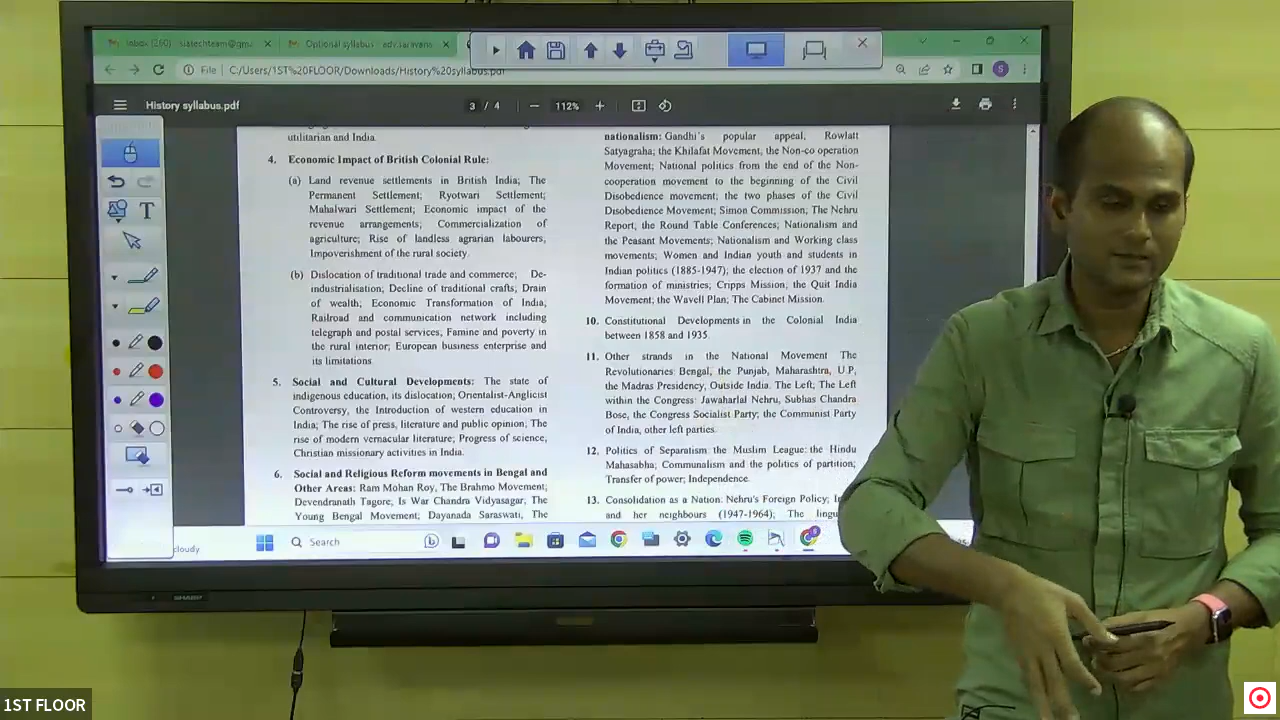 Inbox (260) - siatechteam@gma
Optional syllabus - adv.saravans
File
C:/Users/1ST%20FLOOR/Downloads/History%20syllabus.pdf
S
History syllabus.pdf
3 / 4
112%
T
utilitarian and India.
4. Economic Impact of British Colonial Rule:
(a) Land revenue settlements in British India; The
Permanent Settlement; Ryotwari Settlement;
Mahalwari Settlement; Economic impact of the
revenue arrangements; Commercialization of
agriculture; Rise of landless agrarian labourers;
Impoverishment of the rural society.
(b) Dislocation of traditional trade and commerce; De-
industrialisation; Decline of traditional crafts; Drain
of wealth; Economic Transformation of India;
Railroad and communication network including
telegraph and postal services; Famine and poverty in
the rural interior; European business enterprise and
its limitations.
5. Social and Cultural Developments: The state of
indigenous education, its dislocation; Orientalist-Anglicist
Controversy, the Introduction of western education in
India; The rise of press, literature and public opinion; The
rise of modern vernacular literature; Progress of science;
Christian missionary activities in India.
6. Social and Religious Reform movements in Bengal and
Other Areas: Ram Mohan Roy, The Brahmo Movement;
Devendranath Tagore; Is War Chandra Vidyasagar; The
Young Bengal Movement; Dayanada Saraswati; The
nationalism: Gandhi's popular appeal; Rowlatt
Satyagraha; the Khilafat Movement; the Non-co operation
Movement; National politics from the end of the Non-
cooperation movement to the beginning of the Civil
Disobedience movement; the two phases of the Civil
Disobedience Movement; Simon Commission; The Nehru
Report; the Round Table Conferences; Nationalism and
the Peasant Movements; Nationalism and Working class
movements; Women and Indian youth and students in
Indian politics (1885-1947); the election of 1937 and the
formation of ministries; Cripps Mission; the Quit India
Movement; the Wavell Plan; The Cabinet Mission.
10. Constitutional Developments in the Colonial India
between 1858 and 1935.
11. Other strands in the National Movement The
Revolutionaries: Bengal, the Punjab, Maharashtra, U.P,
the Madras Presidency, Outside India. The Left; The Left
within the Congress: Jawaharlal Nehru, Subhas Chandra
Bose, the Congress Socialist Party; the Communist Party
of India, other left parties.
12. Politics of Separatism: the Muslim League: the Hindu
Mahasabha; Communalism and the politics of partition;
Transfer of power; Independence.
13. Consolidation as a Nation: Nehru's Foreign Policy;
and her neighbours (1947-1964); The
cloudy
Search
SHARP
1ST FLOOR